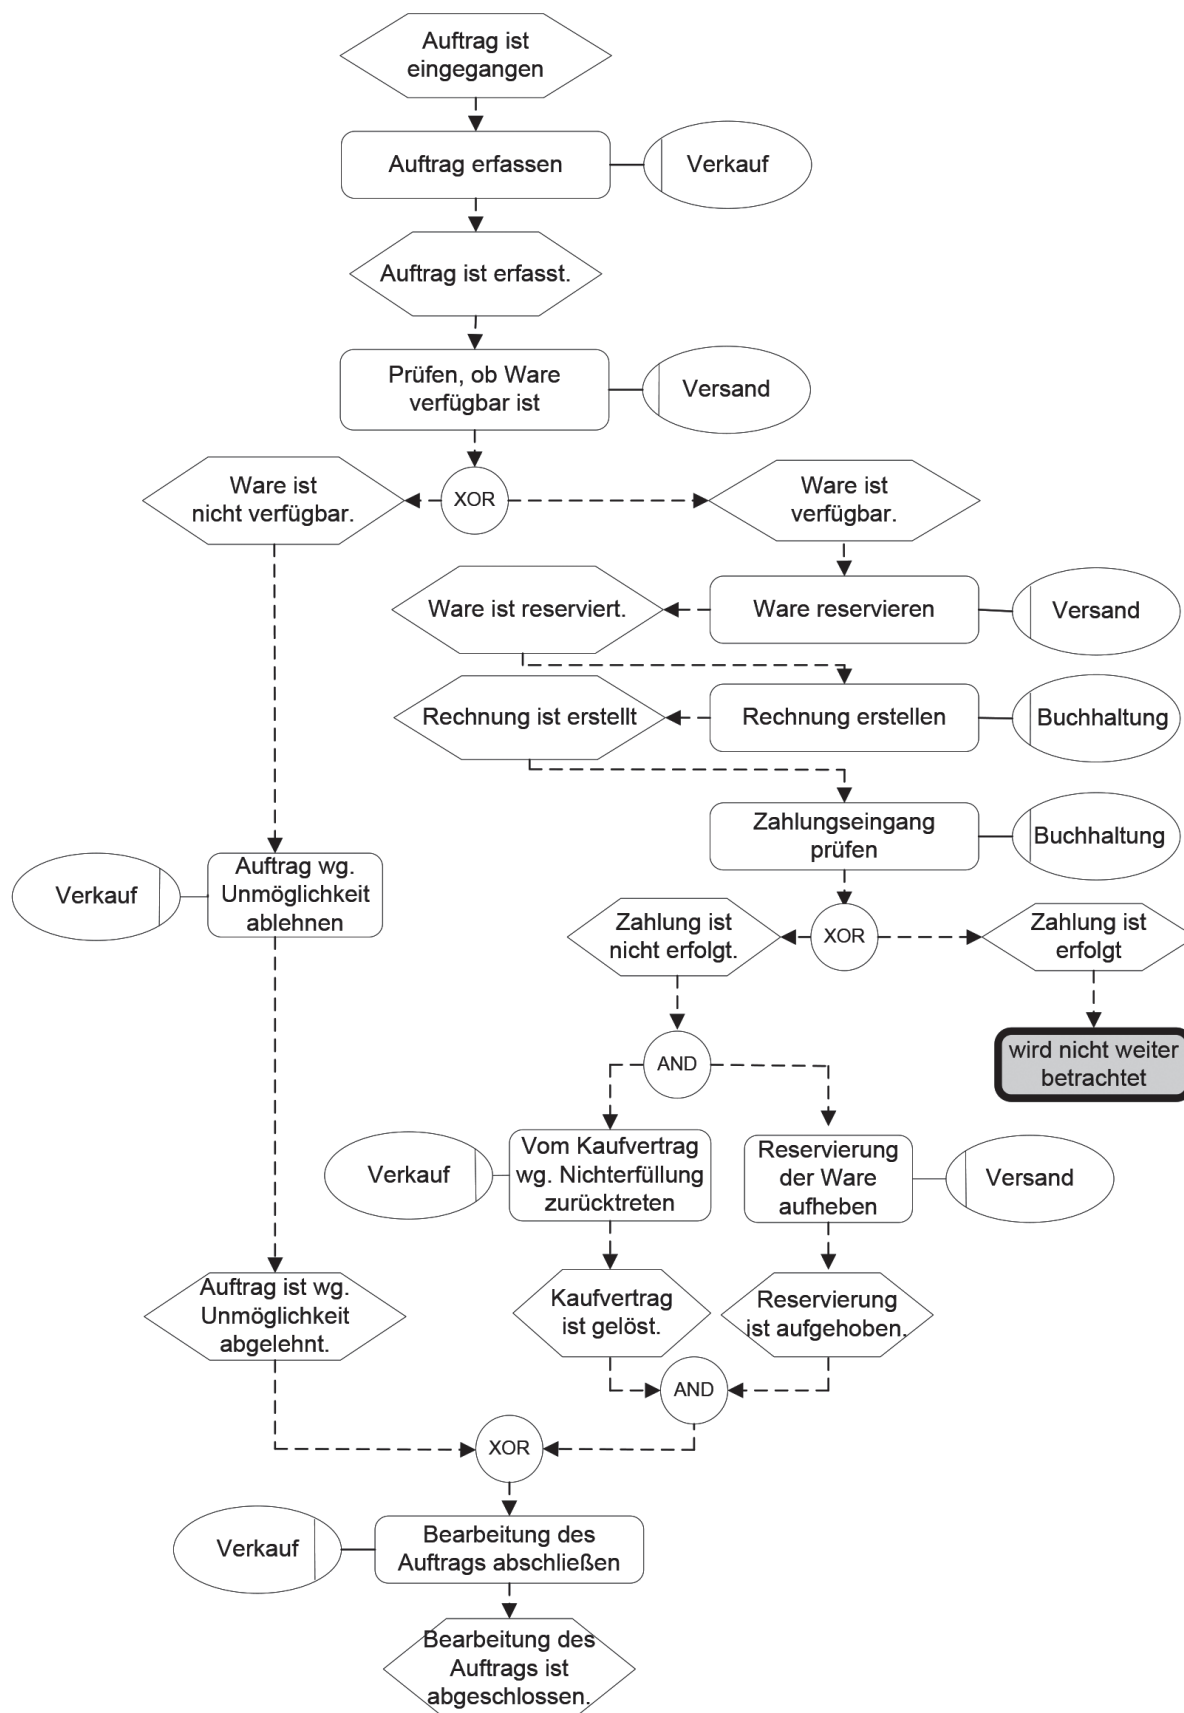 Auftrag ist
eingegangen
Auftrag erfassen
Verkauf
Auftrag ist erfasst.
Prüfen, ob Ware
verfügbar ist
Versand
Ware ist
nicht verfügbar.
XOR
Ware ist
verfügbar.
Ware ist reserviert.
Ware reservieren
Versand
Rechnung ist erstellt
Rechnung erstellen
Buchhaltung
Zahlungseingang
prüfen
Buchhaltung
Verkauf
Auftrag wg.
Unmöglichkeit
ablehnen
Zahlung ist
nicht erfolgt.
XOR
Zahlung ist
erfolgt
wird nicht weiter
betrachtet
AND
Verkauf
Vom Kaufvertrag
wg. Nichterfüllung
zurücktreten
Reservierung
der Ware
aufheben
Versand
Auftrag ist wg.
Unmöglichkeit
abgelehnt.
Kaufvertrag
ist gelöst.
Reservierung
ist aufgehoben.
AND
XOR
Verkauf
Bearbeitung des
Auftrags abschließen
Bearbeitung des
Auftrags ist
abgeschlossen.